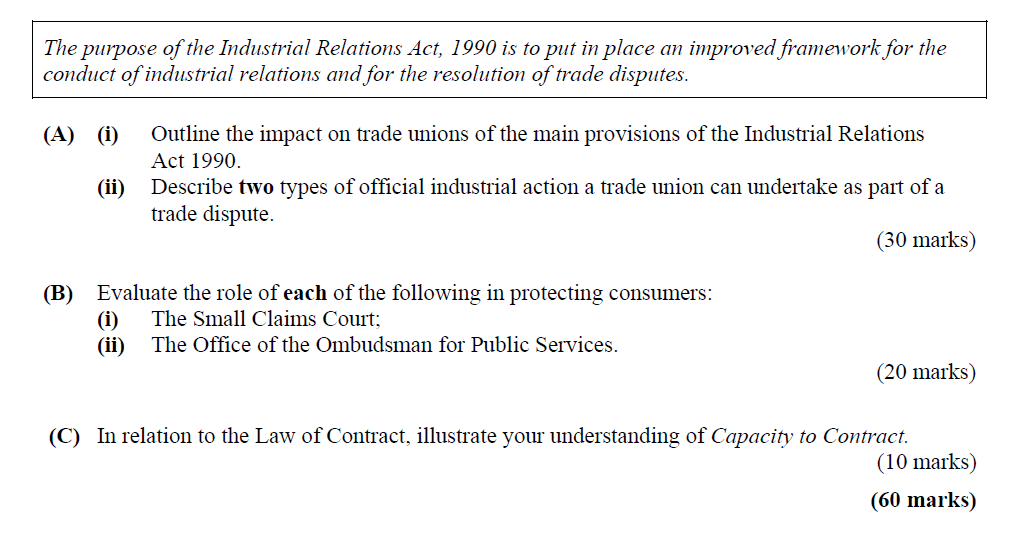 The purpose of the Industrial Relations Act, 1990 is to put in place an improved framework for the
conduct of industrial relations and for the resolution of trade disputes.
(A) (i) Outline the impact on trade unions of the main provisions of the Industrial Relations
Act 1990.
(ii) Describe two types of official industrial action a trade union can undertake as part of a
trade dispute.
(30 marks)
(B) Evaluate the role of each of the following in protecting consumers:
(i) The Small Claims Court;
(ii) The Office of the Ombudsman for Public Services.
(20 marks)
(C) In relation to the Law of Contract, illustrate your understanding of Capacity to Contract.
(10 marks)
(60 marks)